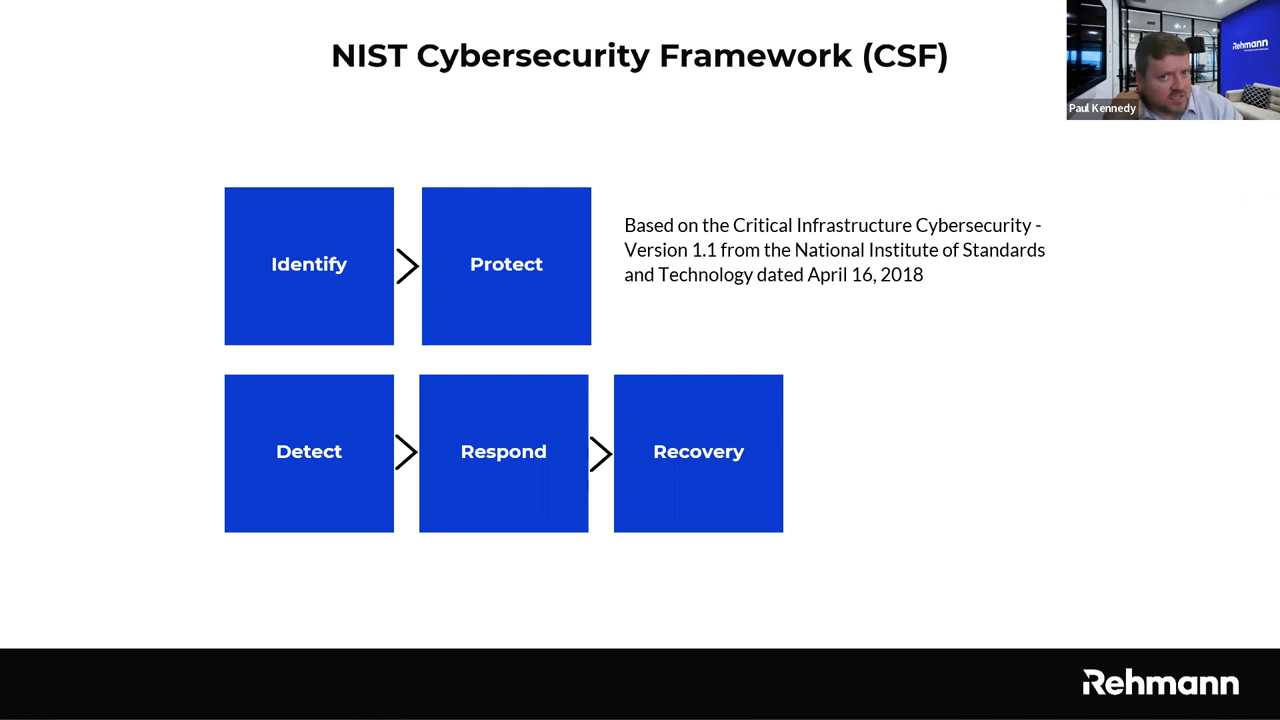 NIST Cybersecurity Framework (CSF)
Rehmann
Paul Kennedy
Identify
Protect
Based on the Critical Infrastructure Cybersecurity -
Version 1.1 from the National Institute of Standards
and Technology dated April 16, 2018
Detect
Respond
Recovery
Rehmann